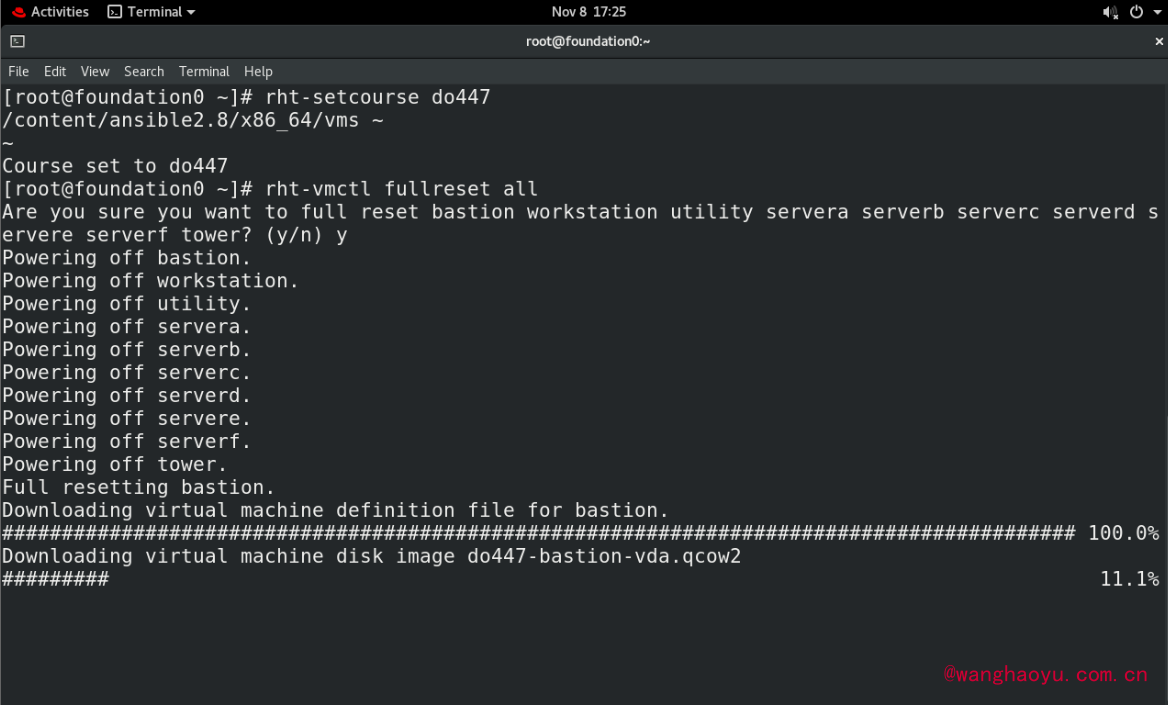 Activities Terminal Nov 8 17:25
root@foundation0:~ ×
File Edit View Search Terminal Help
[root@foundation0 ~]# rht-setcourse do447
/content/ansible2.8/x86_64/vms ~
~
Course set to do447
[root@foundation0 ~]# rht-vmctl fullreset all
Are you sure you want to full reset bastion workstation utility servera serverb serverc serverd s
ervere serverf tower? (y/n) y
Powering off bastion.
Powering off workstation.
Powering off utility.
Powering off servera.
Powering off serverb.
Powering off serverc.
Powering off serverd.
Powering off servere.
Powering off serverf.
Powering off tower.
Full resetting bastion.
Downloading virtual machine definition file for bastion.
########################################################################################## 100.0%
Downloading virtual machine disk image do447-bastion-vda.qcow2
######### 11.1%
@wanghaoyu.com.cn